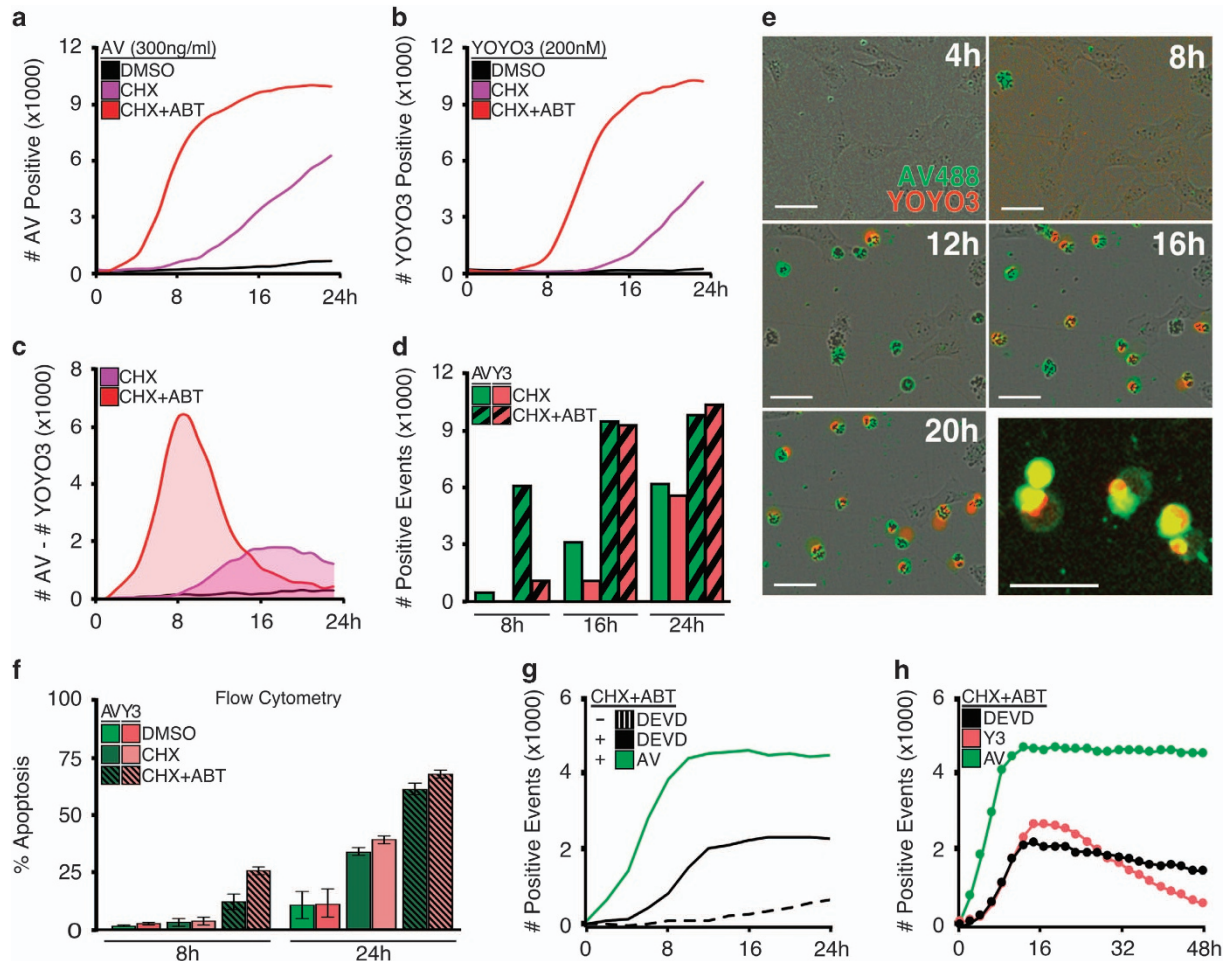 a
AV (300ng/ml)
DMSO
CHX
CHX+ABT
# AV Positive (x1000)
12
9
6
3
0
0 8 16 24h
b
YOYO3 (200nM)
DMSO
CHX
CHX+ABT
# YOYO3 Positive (x1000)
12
9
6
3
0
0 8 16 24h
c
CHX
CHX+ABT
# AV - # YOYO3 (x1000)
8
6
4
2
0
0 8 16 24h
d
AVY3
CHX
CHX+ABT
# Positive Events (x1000)
12
9
6
3
0
8h 16h 24h
e
4h
AV488
YOYO3
8h
12h
16h
20h
f
Flow Cytometry
AVY3
DMSO
CHX
CHX+ABT
% Apoptosis
100
75
50
25
0
8h 24h
g
CHX+ABT
- DEVD
+ DEVD
+ AV
# Positive Events (x1000)
6
4
2
0
0 8 16 24h
h
CHX+ABT
DEVD
Y3
AV
# Positive Events (x1000)
6
4
2
0
0 16 32 48h